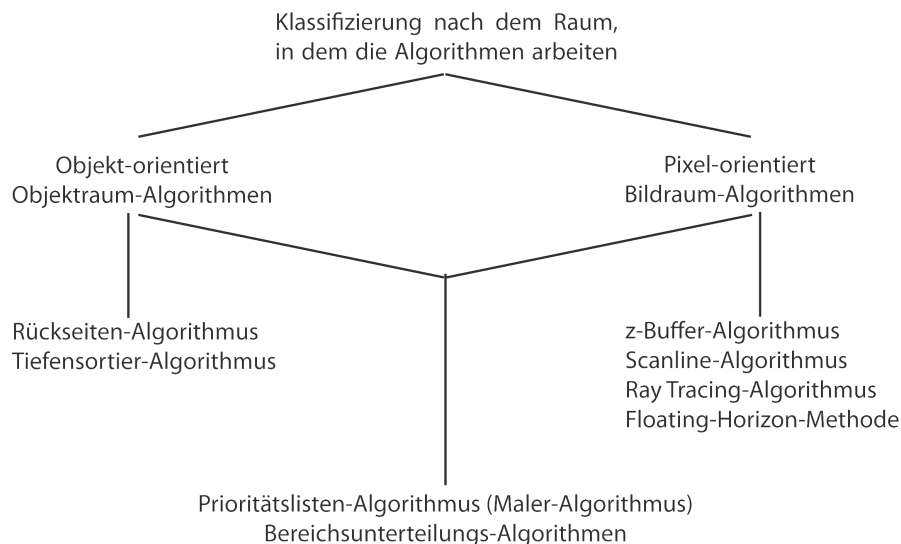 Klassifizierung nach dem Raum,
in dem die Algorithmen arbeiten
Objekt-orientiert
Objektraum-Algorithmen
Pixel-orientiert
Bildraum-Algorithmen
Rückseiten-Algorithmus
Tiefensortier-Algorithmus
z-Buffer-Algorithmus
Scanline-Algorithmus
Ray Tracing-Algorithmus
Floating-Horizon-Methode
Prioritätslisten-Algorithmus (Maler-Algorithmus)
Bereichsunterteilungs-Algorithmen